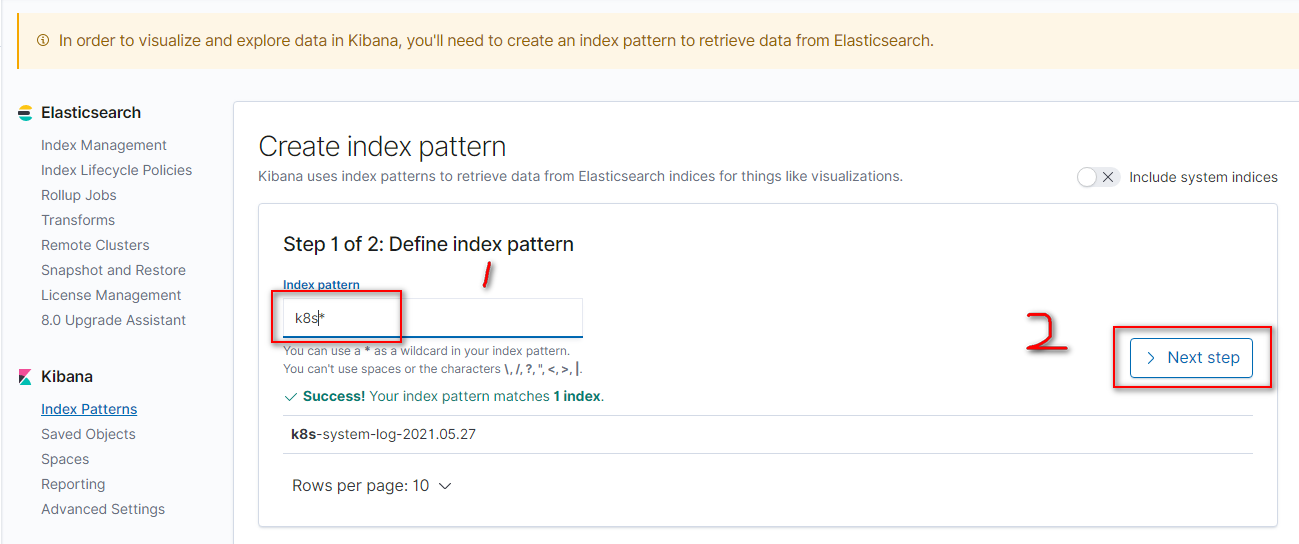 In order to visualize and explore data in Kibana, you'll need to create an index pattern to retrieve data from Elasticsearch.
Elasticsearch
Index Management
Index Lifecycle Policies
Rollup Jobs
Transforms
Remote Clusters
Snapshot and Restore
License Management
8.0 Upgrade Assistant
Kibana
Index Patterns
Saved Objects
Spaces
Reporting
Advanced Settings
Create index pattern
Kibana uses index patterns to retrieve data from Elasticsearch indices for things like visualizations.
Include system indices
Step 1 of 2: Define index pattern
1
Index pattern
k8s*
You can use a * as a wildcard in your index pattern.
You can't use spaces or the characters \, /, ?, ", <, >, |.
2
Next step
Success! Your index pattern matches 1 index.
k8s-system-log-2021.05.27
Rows per page: 10